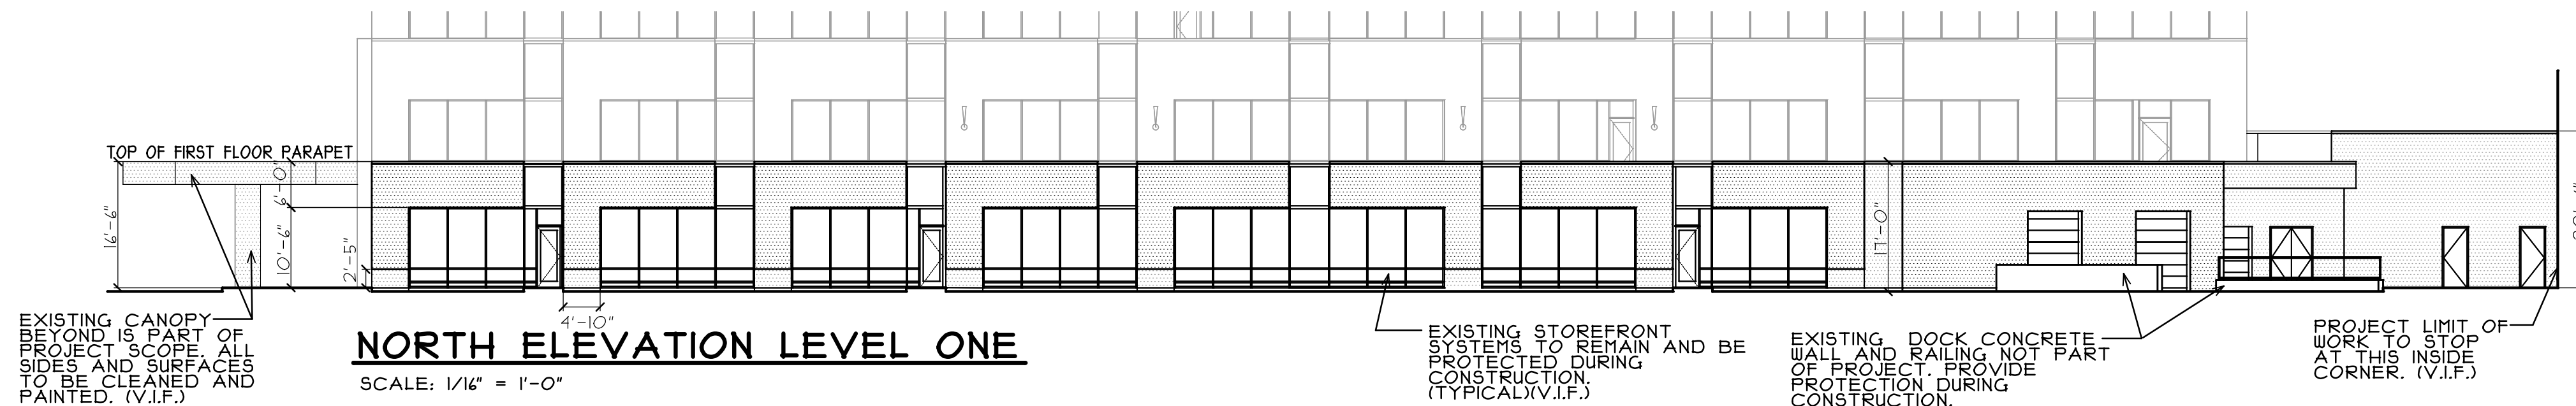 TOP OF FIRST FLOOR PARAPET
16'-6"
6'-0"
10'-6"
2'-5"
4'-10"
17'-0"
EXISTING CANOPY
BEYOND IS PART OF
PROJECT SCOPE. ALL
SIDES AND SURFACES
TO BE CLEANED AND
PAINTED. (V.I.F.)
NORTH ELEVATION LEVEL ONE
SCALE: 1/16" = 1'-0"
EXISTING STOREFRONT
SYSTEMS TO REMAIN AND BE
PROTECTED DURING
CONSTRUCTION.
(TYPICAL)(V.I.F.)
EXISTING DOCK CONCRETE
WALL AND RAILING NOT PART
OF PROJECT. PROVIDE
PROTECTION DURING
CONSTRUCTION.
PROJECT LIMIT OF
WORK TO STOP
AT THIS INSIDE
CORNER. (V.I.F.)